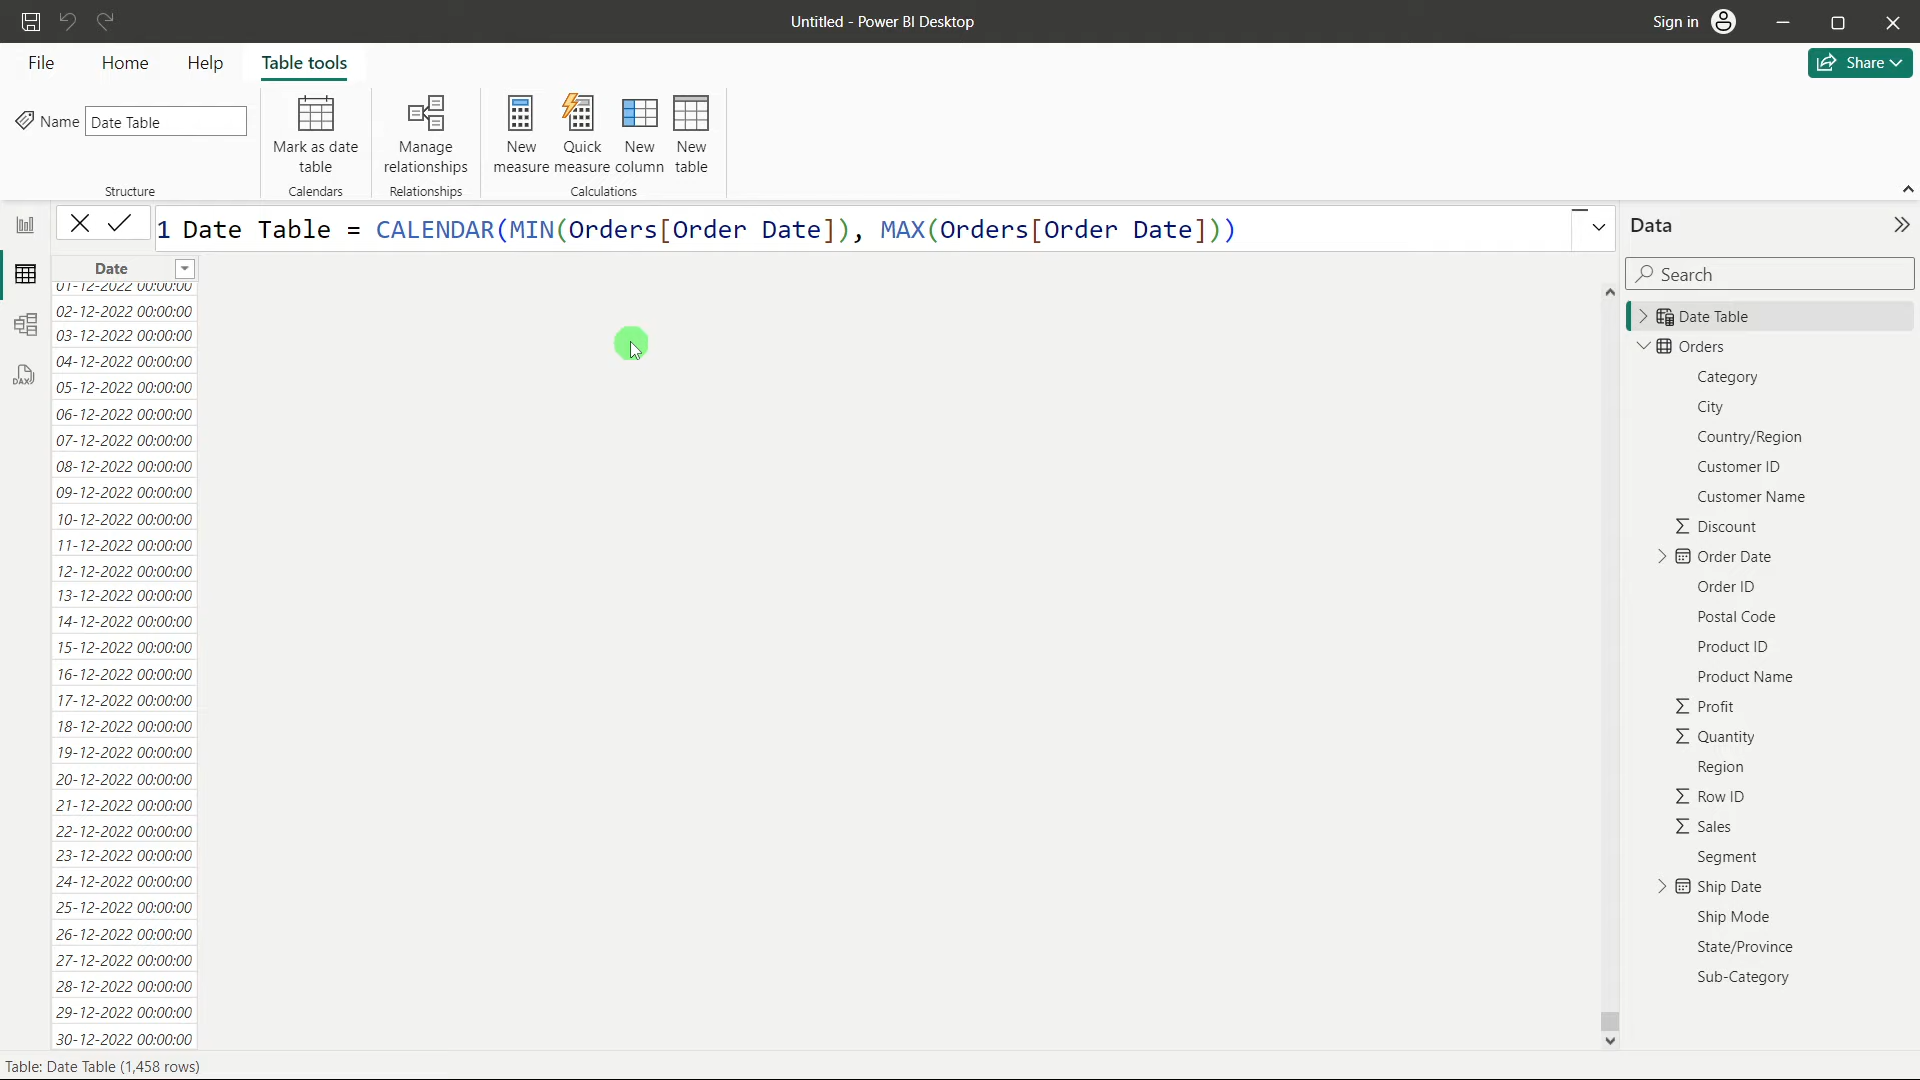 Untitled - Power BI Desktop
Sign in
File
Home
Help
Table tools
Share
Name
Date Table
Mark as date table
Manage relationships
New measure
Quick measure
New column
New table
Structure
Calendars
Relationships
Calculations
1 Date Table = CALENDAR(MIN(Orders[Order Date]), MAX(Orders[Order Date]))
Date
01-12-2022 00:00:00
02-12-2022 00:00:00
03-12-2022 00:00:00
04-12-2022 00:00:00
05-12-2022 00:00:00
06-12-2022 00:00:00
07-12-2022 00:00:00
08-12-2022 00:00:00
09-12-2022 00:00:00
10-12-2022 00:00:00
11-12-2022 00:00:00
12-12-2022 00:00:00
13-12-2022 00:00:00
14-12-2022 00:00:00
15-12-2022 00:00:00
16-12-2022 00:00:00
17-12-2022 00:00:00
18-12-2022 00:00:00
19-12-2022 00:00:00
20-12-2022 00:00:00
21-12-2022 00:00:00
22-12-2022 00:00:00
23-12-2022 00:00:00
24-12-2022 00:00:00
25-12-2022 00:00:00
26-12-2022 00:00:00
27-12-2022 00:00:00
28-12-2022 00:00:00
29-12-2022 00:00:00
30-12-2022 00:00:00
DAX
Data
Search
Date Table
Orders
Category
City
Country/Region
Customer ID
Customer Name
Discount
Order Date
Order ID
Postal Code
Product ID
Product Name
Profit
Quantity
Region
Row ID
Sales
Segment
Ship Date
Ship Mode
State/Province
Sub-Category
Table: Date Table (1,458 rows)